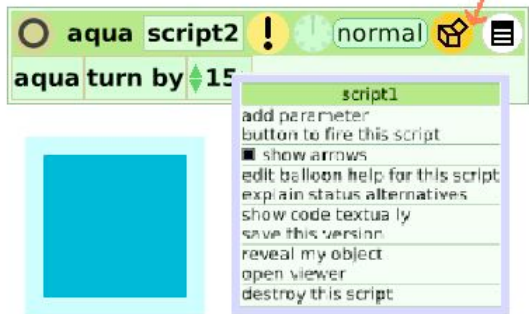 aqua script2 ! normal
aqua turn by 15
script1
add parameter
button to fire this script
show arrows
edit balloon help for this script
explain status alternatives
show code textua ly
save this version
reveal my object
open viewer
destroy this script